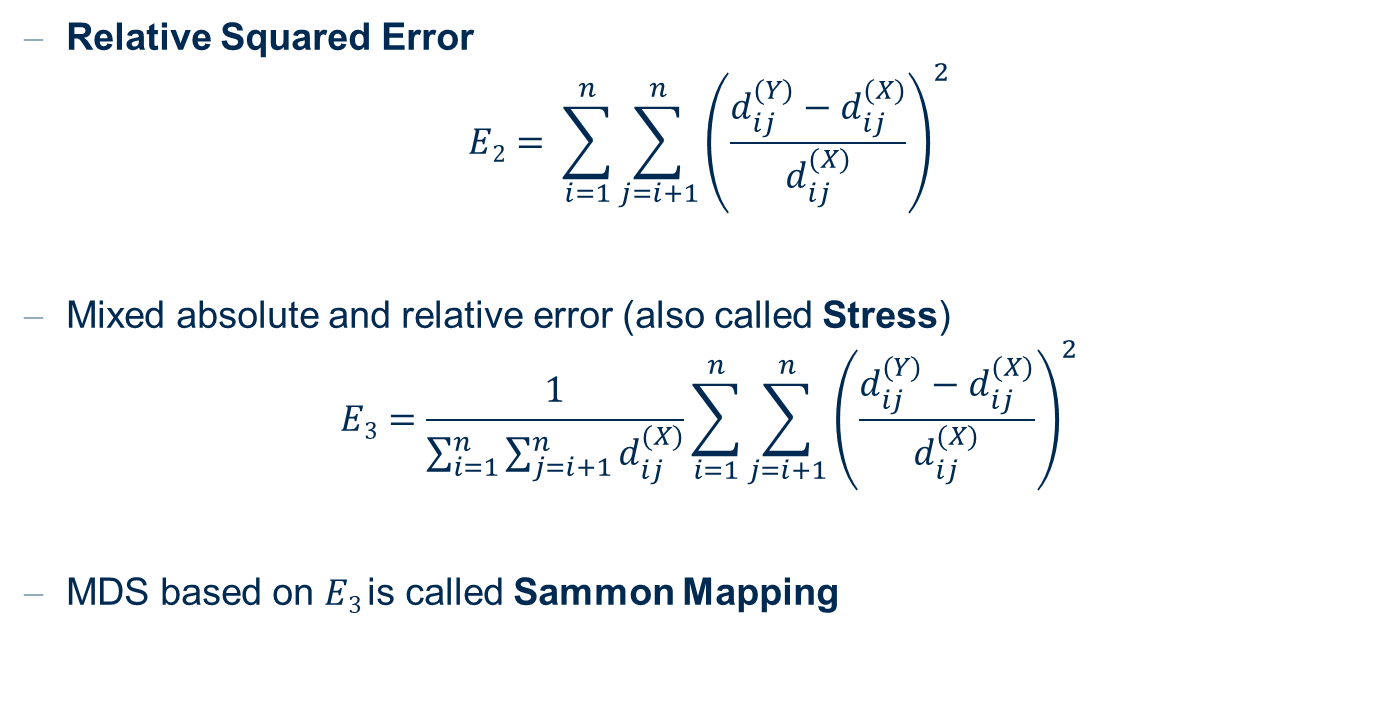 – Relative Squared Error
$E_2 = \sum_{i=1}^{n} \sum_{j=i+1}^{n} \left( \frac{d_{ij}^{(Y)} - d_{ij}^{(X)}}{d_{ij}^{(X)}} \right)^2$
– Mixed absolute and relative error (also called Stress)
$E_3 = \frac{1}{\sum_{i=1}^{n} \sum_{j=i+1}^{n} d_{ij}^{(X)}} \sum_{i=1}^{n} \sum_{j=i+1}^{n} \left( \frac{d_{ij}^{(Y)} - d_{ij}^{(X)}}{d_{ij}^{(X)}} \right)^2$
– MDS based on $E_3$ is called Sammon Mapping